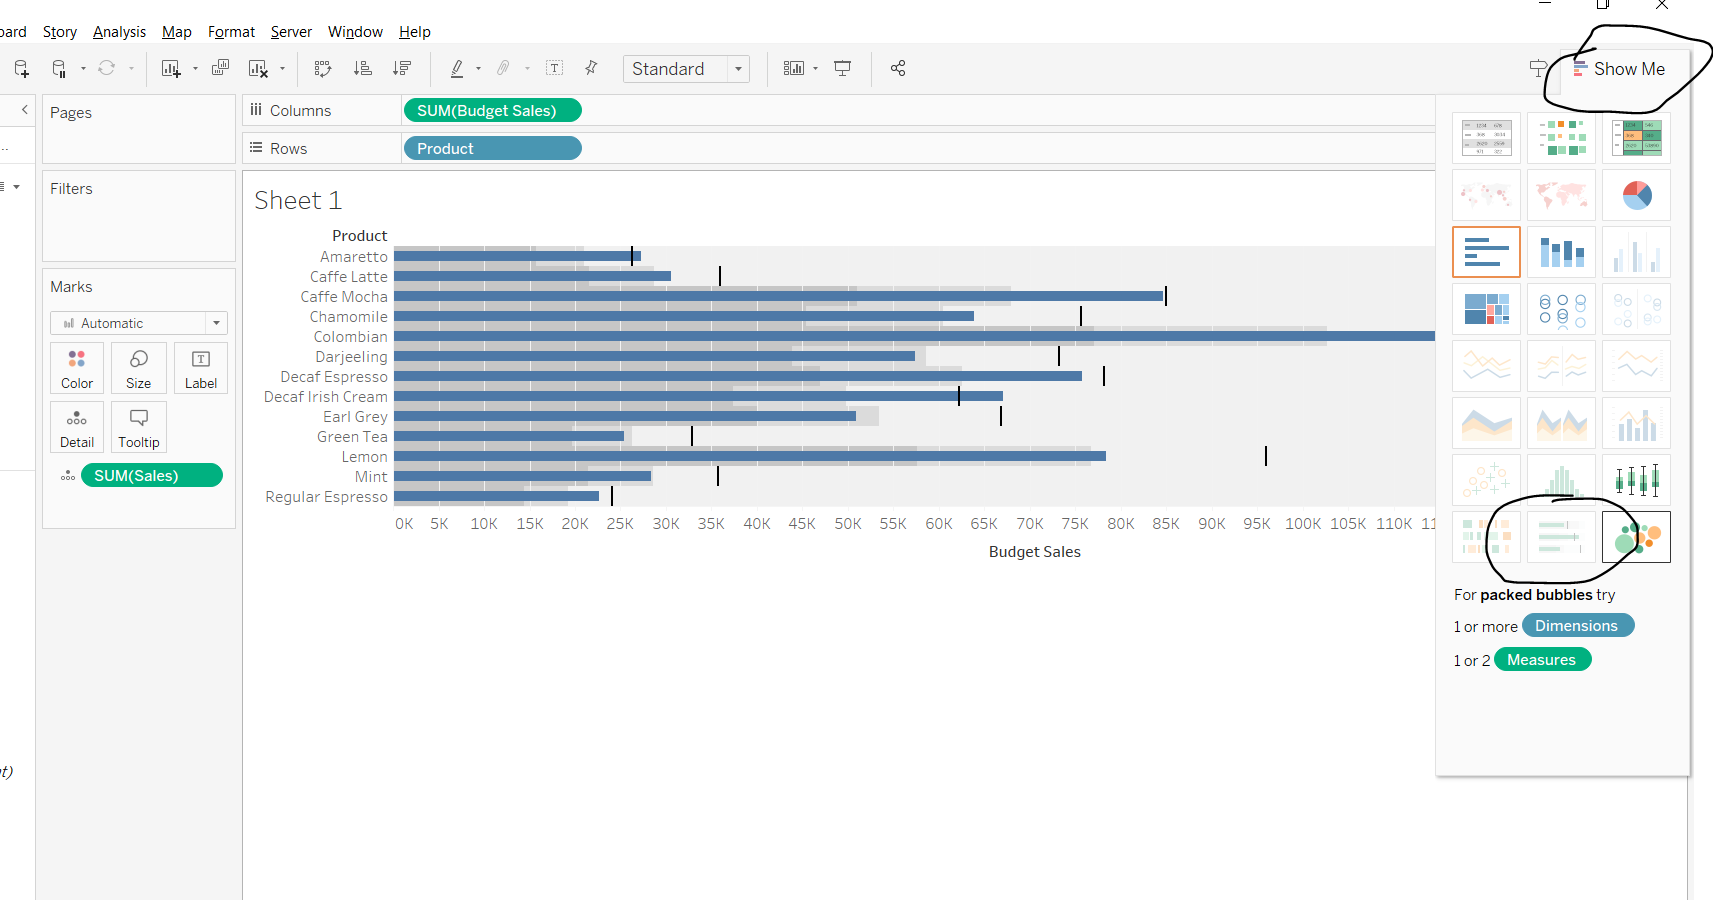 oard Story Analysis Map Format Server Window Help
Standard
Show Me
Pages
Columns SUM(Budget Sales)
Rows Product
Filters
Sheet 1
Product
Amaretto
Caffe Latte
Caffe Mocha
Chamomile
Colombian
Darjeeling
Decaf Espresso
Decaf Irish Cream
Earl Grey
Green Tea
Lemon
Mint
Regular Espresso
0K 5K 10K 15K 20K 25K 30K 35K 40K 45K 50K 55K 60K 65K 70K 75K 80K 85K 90K 95K 100K 105K 110K 11
Budget Sales
Marks
Automatic
Color Size Label
Detail Tooltip
SUM(Sales)
t)
For packed bubbles try
1 or more Dimensions
1 or 2 Measures